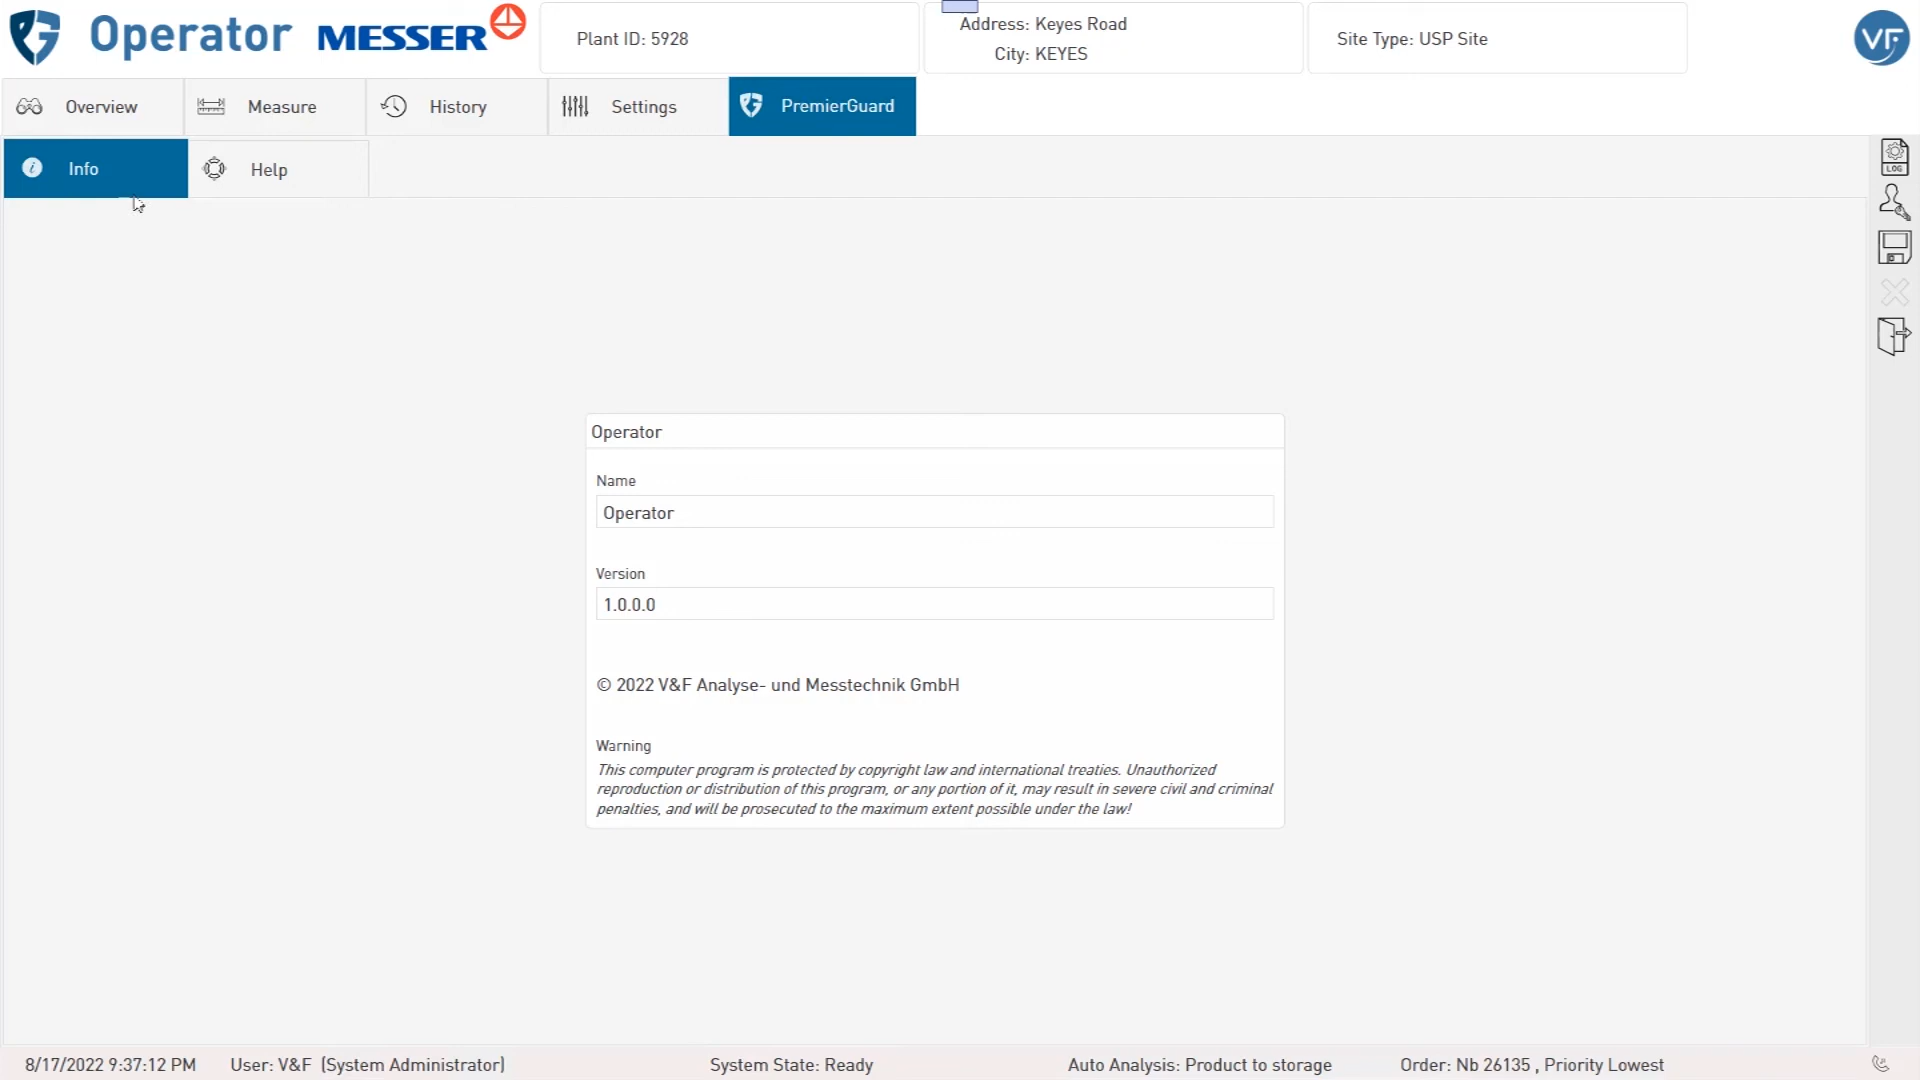 Operator
MESSER
Plant ID: 5928
Address: Keyes Road
City: KEYES
Site Type: USP Site
VF
Overview
Measure
History
Settings
PremierGuard
Info
Help
LOG
Operator
Name
Operator
Version
1.0.0.0
© 2022 V&F Analyse- und Messtechnik GmbH
Warning
This computer program is protected by copyright law and international treaties. Unauthorized
reproduction or distribution of this program, or any portion of it, may result in severe civil and criminal
penalties, and will be prosecuted to the maximum extent possible under the law!
8/17/2022 9:37:12 PM
User: V&F (System Administrator)
System State: Ready
Auto Analysis: Product to storage
Order: Nb 26135 , Priority Lowest